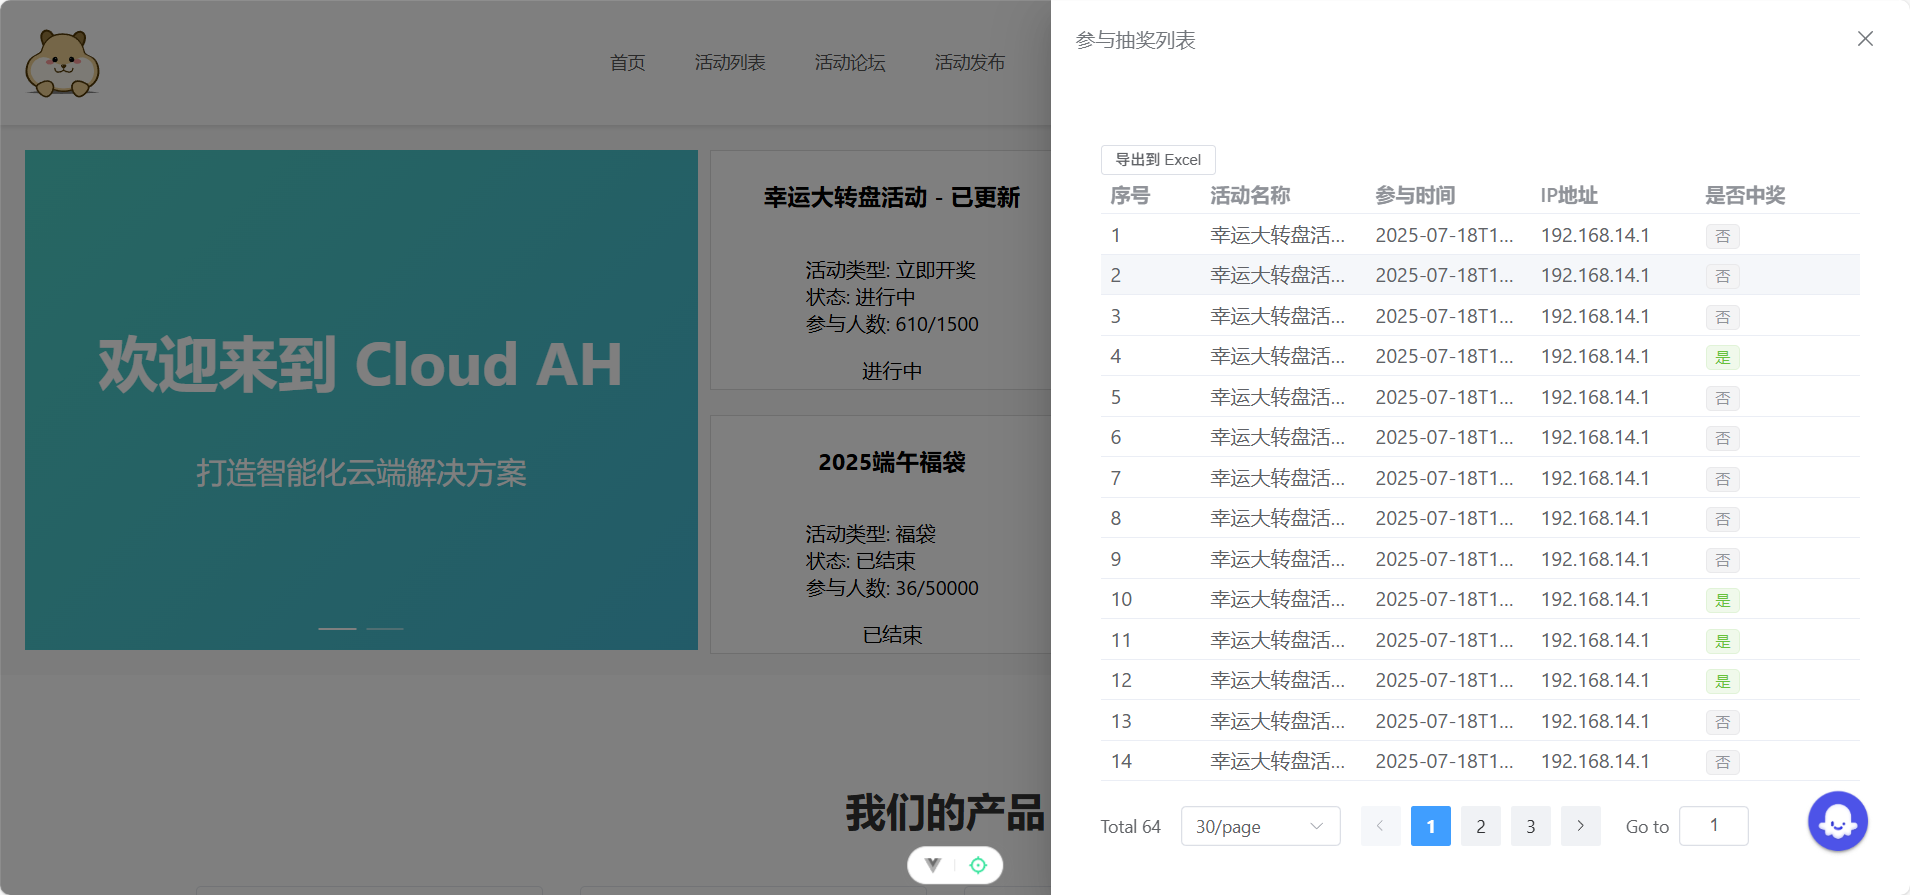 首页 活动列表 活动论坛 活动发布
欢迎来到 Cloud AH
打造智能化云端解决方案
幸运大转盘活动 - 已更新
活动类型: 立即开奖
状态: 进行中
参与人数: 610/1500
进行中
2025端午福袋
活动类型: 福袋
状态: 已结束
参与人数: 36/50000
已结束
我们的产品
参与抽奖列表
导出到 Excel
序号 活动名称 参与时间 IP地址 是否中奖
1 幸运大转盘活... 2025-07-18T1... 192.168.14.1 否
2 幸运大转盘活... 2025-07-18T1... 192.168.14.1 否
3 幸运大转盘活... 2025-07-18T1... 192.168.14.1 否
4 幸运大转盘活... 2025-07-18T1... 192.168.14.1 是
5 幸运大转盘活... 2025-07-18T1... 192.168.14.1 否
6 幸运大转盘活... 2025-07-18T1... 192.168.14.1 否
7 幸运大转盘活... 2025-07-18T1... 192.168.14.1 否
8 幸运大转盘活... 2025-07-18T1... 192.168.14.1 否
9 幸运大转盘活... 2025-07-18T1... 192.168.14.1 否
10 幸运大转盘活... 2025-07-18T1... 192.168.14.1 是
11 幸运大转盘活... 2025-07-18T1... 192.168.14.1 是
12 幸运大转盘活... 2025-07-18T1... 192.168.14.1 是
13 幸运大转盘活... 2025-07-18T1... 192.168.14.1 否
14 幸运大转盘活... 2025-07-18T1... 192.168.14.1 否
Total 64 30/page 1 2 3 Go to 1